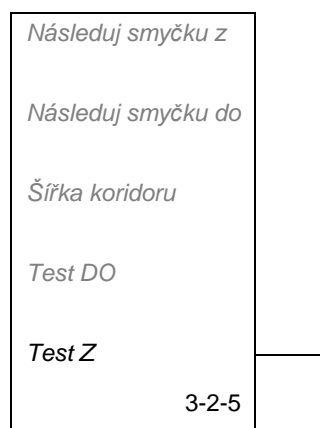 Následuj smyčku z
Následuj smyčku do
Šířka koridoru
Test DO
Test Z
3-2-5